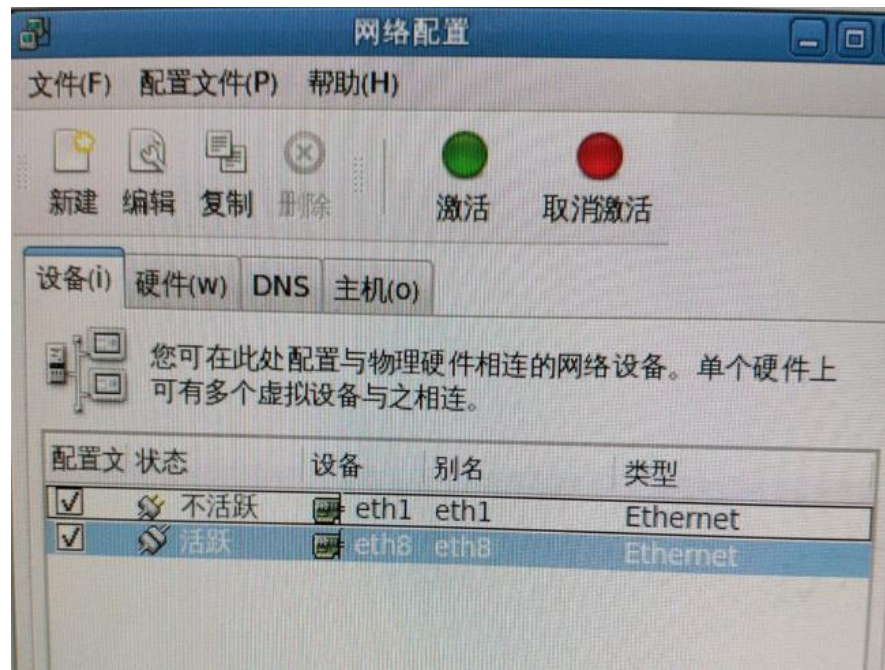 网络配置
文件(F) 配置文件(P) 帮助(H)
新建 编辑 复制 删除 激活 取消激活
设备(i) 硬件(w) DNS 主机(o)
您可在此处配置与物理硬件相连的网络设备。单个硬件上
可有多个虚拟设备与之相连。
配置文 状态 设备 别名 类型
不活跃 eth1 eth1 Ethernet
活跃 eth8 eth8 Ethernet